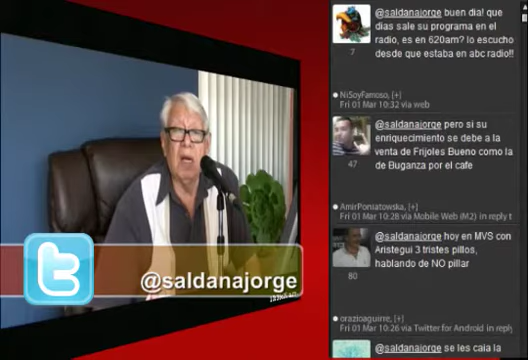 @saldanajorge
@saldanajorge buen dia! que
dias sale su programa en el
radio, es en 620am? lo escucho
desde que estaba en abc radio!!
7
NiSoyFamoso, [+]
Fri 01 Mar 10:32 via web
@saldanajorge pero si su
enriquecimiento se debe a la
venta de Frijoles Bueno como la
de Buganza por el cafe
47
AmirPoniatowska, [+]
Fri 01 Mar 10:28 via Mobile Web (M2) in reply t
@saldanajorge hoy en MVS con
Aristegui 3 tristes pillos,
hablando de NO pillar
80
orazioaguirre, [+]
Fri 01 Mar 10:26 via Twitter for Android in reply
@saldanajorge se les caia la